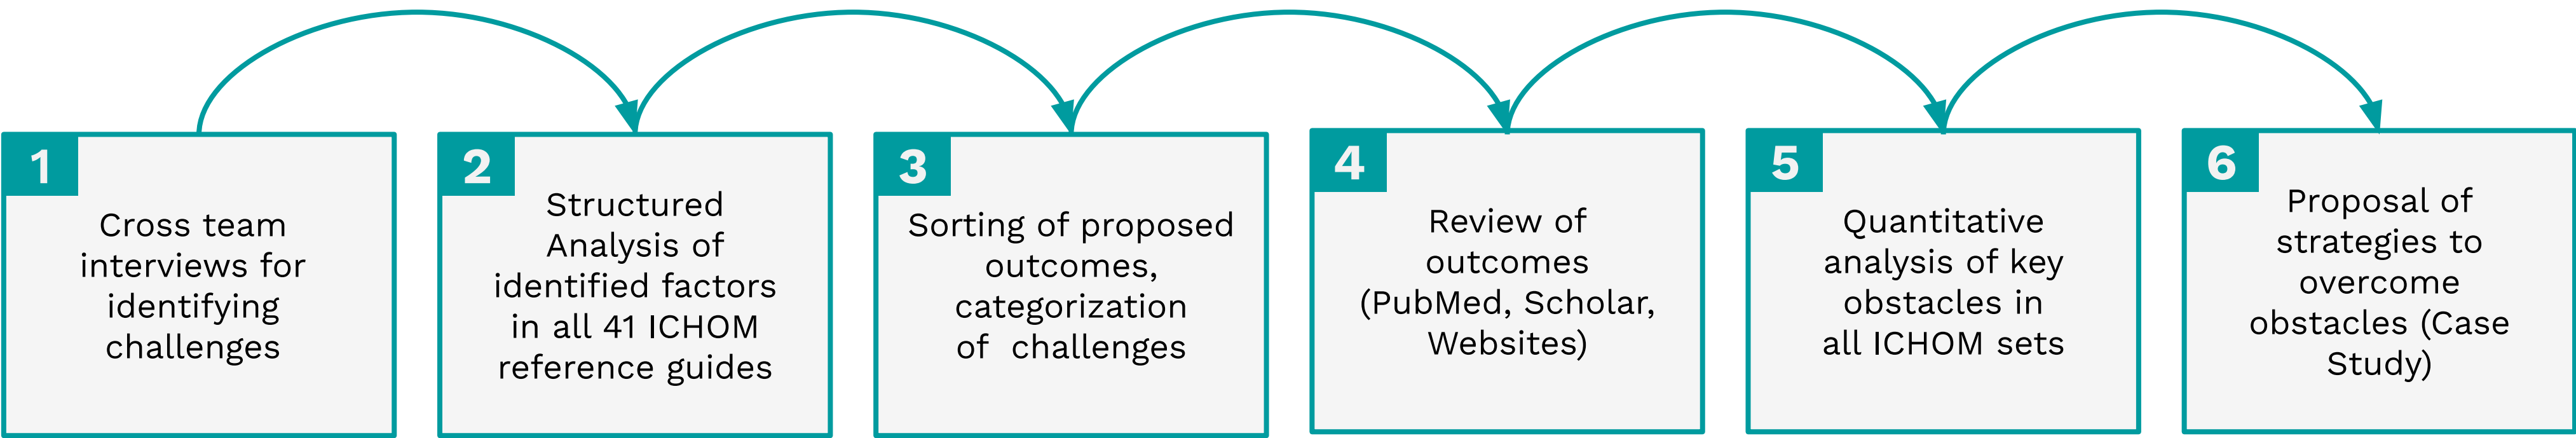 1
Cross team
interviews for
identifying
challenges
2
Structured
Analysis of
identified factors
in all 41 ICHOM
reference guides
3
Sorting of proposed
outcomes,
categorization
of  challenges
4
Review of
outcomes
(PubMed, Scholar,
Websites)
5
Quantitative
analysis of key
obstacles in
all ICHOM sets
6
Proposal of
strategies to
overcome
obstacles (Case
Study)